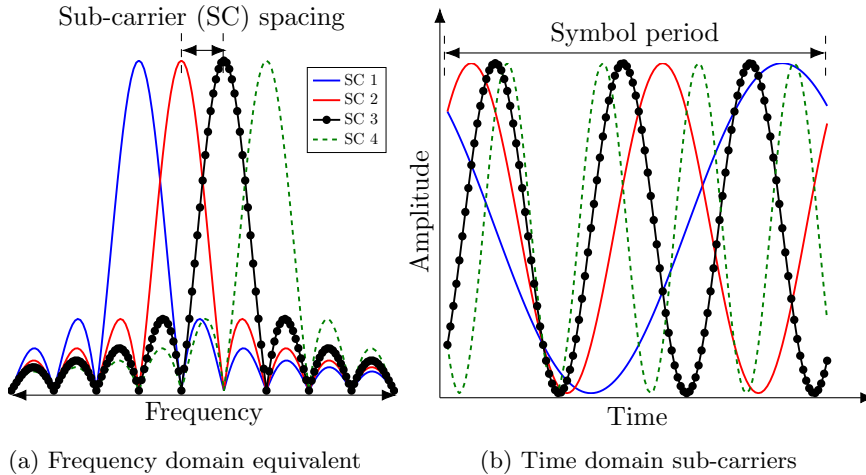 Sub-carrier (SC) spacing
SC 1
SC 2
SC 3
SC 4
Frequency
(a) Frequency domain equivalent
Symbol period
Amplitude
Time
(b) Time domain sub-carriers